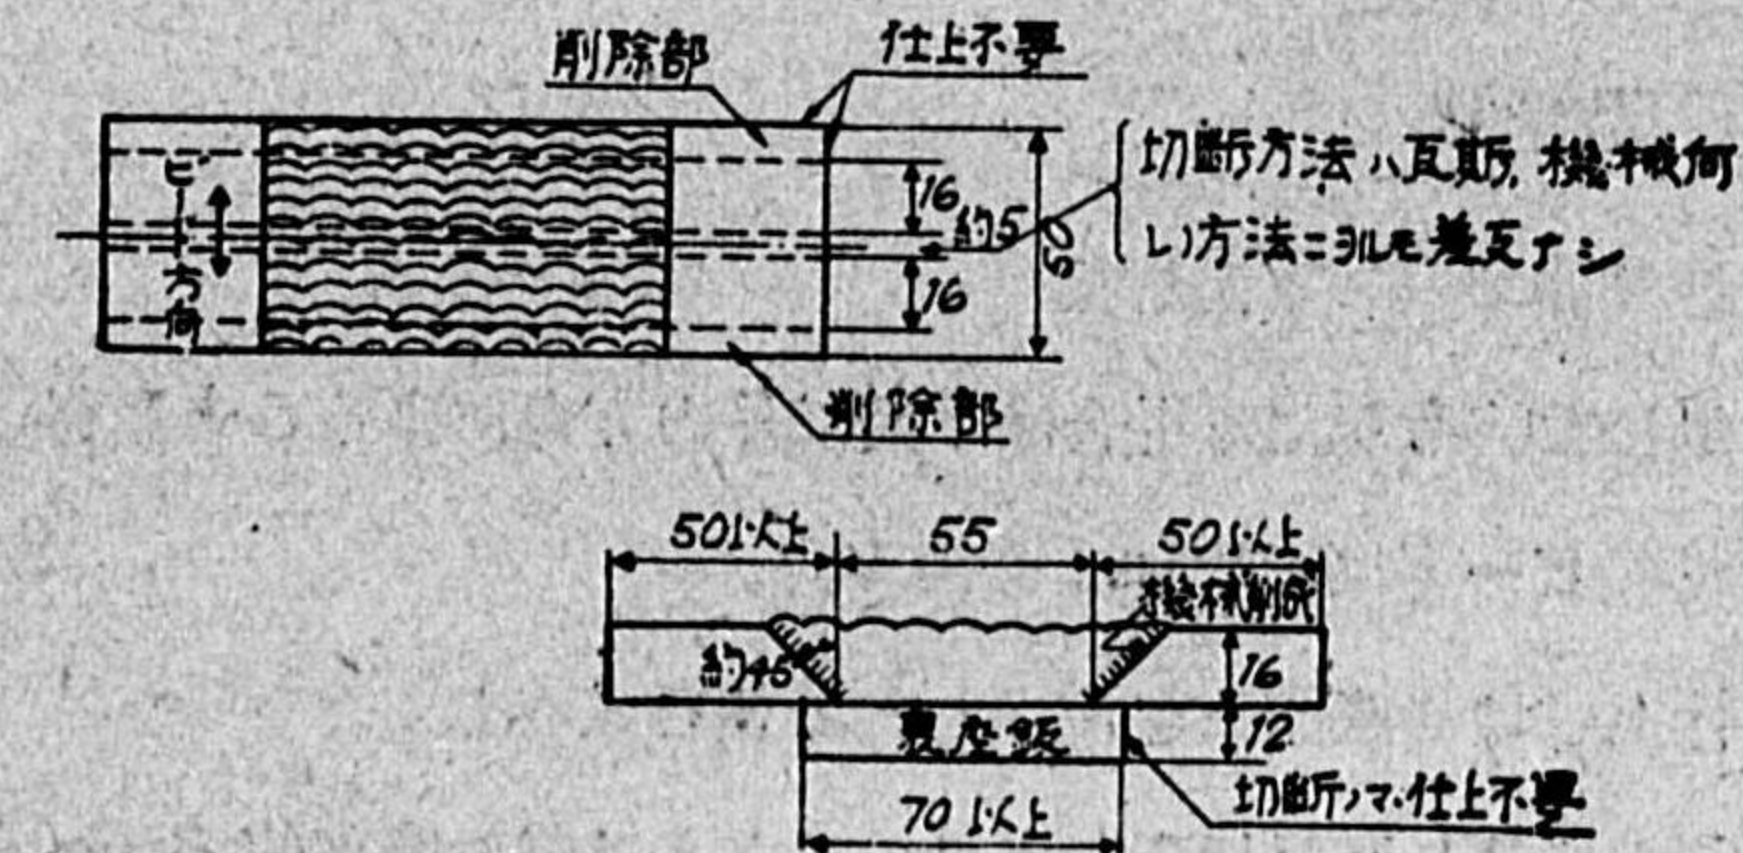 削除部
仕上不要
切断方法ハ瓦斯、機械何
レノ方法ニヨルモ差支ナシ
ビード方向
16
約5
50
16
削除部
50以上
55
50以上
機械削成
約45
16
裏座鈑
12
切断ノマヽ仕上不要
70以上